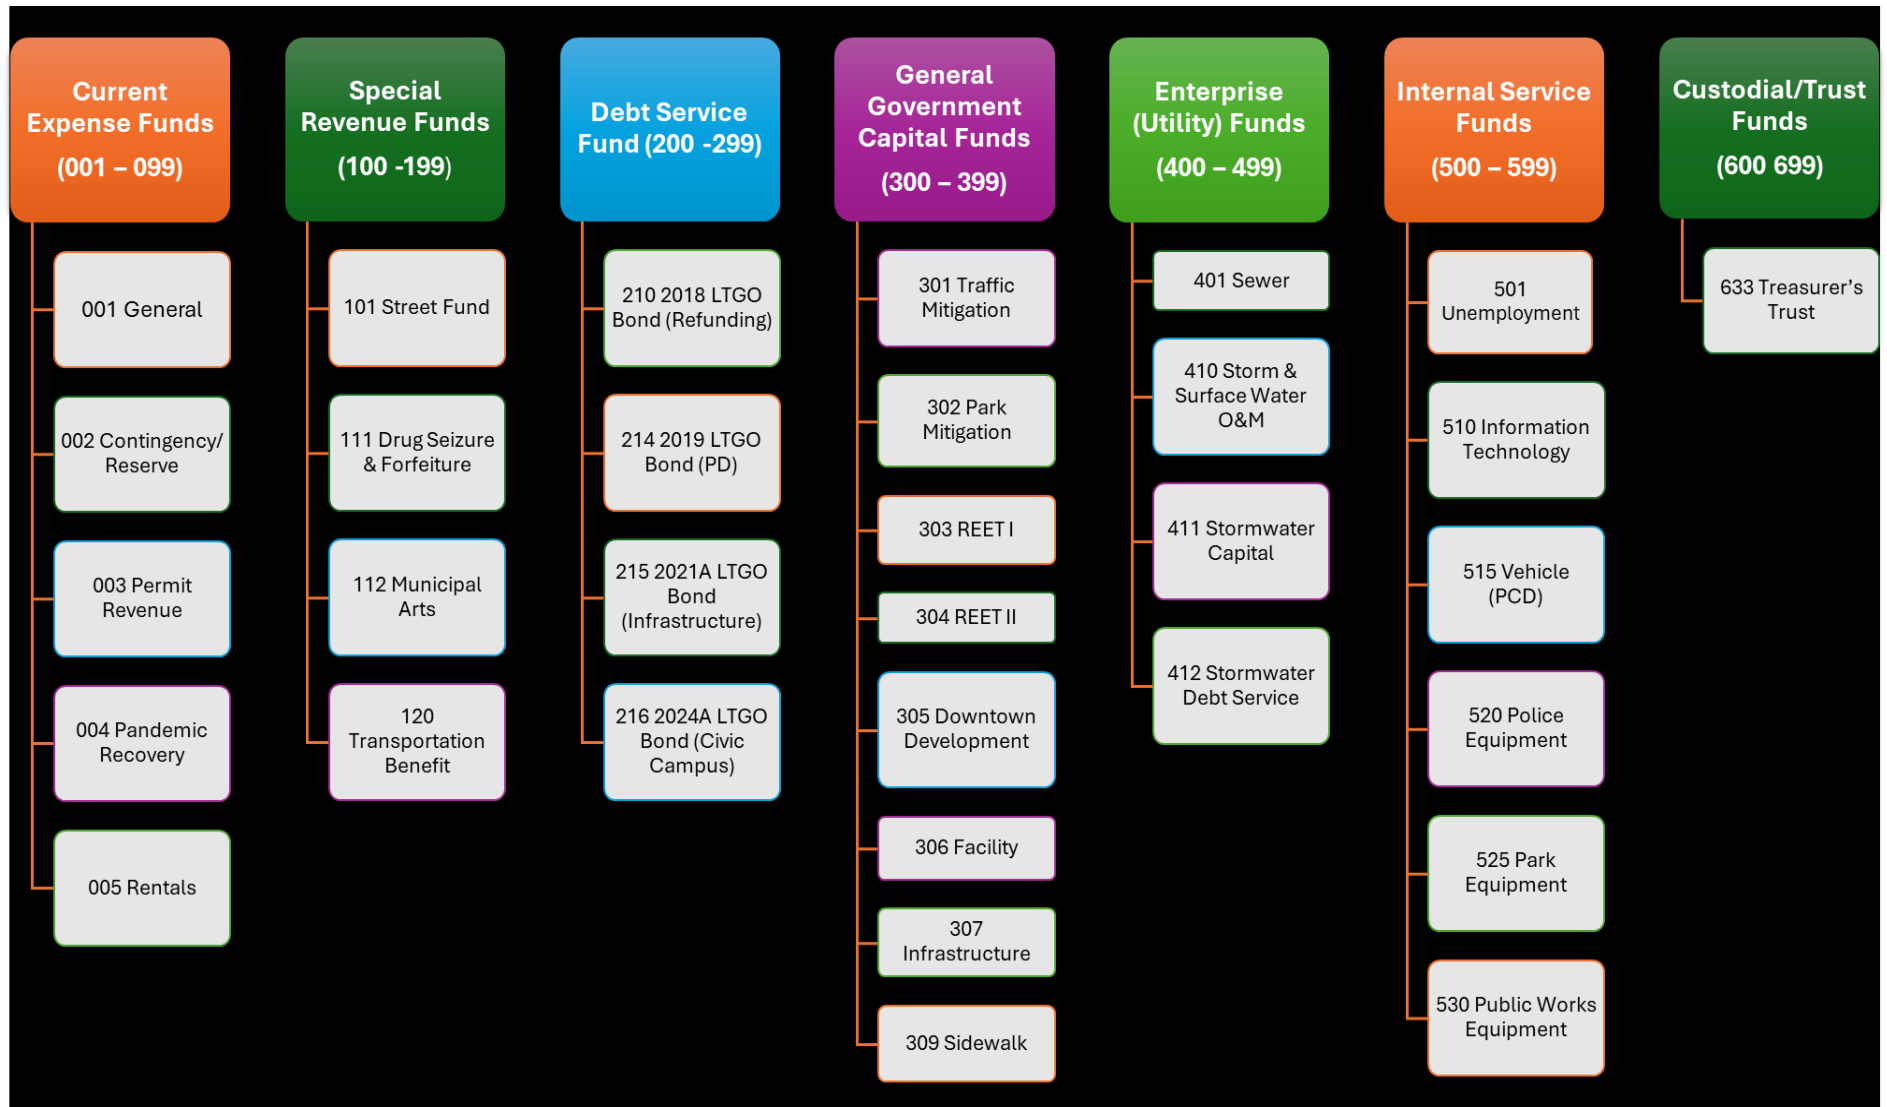 Current
Expense Funds
(001 – 099)
001 General
002 Contingency/
Reserve
003 Permit
Revenue
004 Pandemic
Recovery
005 Rentals
Special
Revenue Funds
(100 -199)
101 Street Fund
111 Drug Seizure
& Forfeiture
112 Municipal
Arts
120
Transportation
Benefit
Debt Service
Fund (200 -299)
210 2018 LTGO
Bond (Refunding)
214 2019 LTGO
Bond (PD)
215 2021A LTGO
Bond
(Infrastructure)
216 2024A LTGO
Bond (Civic
Campus)
General
Government
Capital Funds
(300 – 399)
301 Traffic
Mitigation
302 Park
Mitigation
303 REET I
304 REET II
305 Downtown
Development
306 Facility
307
Infrastructure
309 Sidewalk
Enterprise
(Utility) Funds
(400 – 499)
401 Sewer
410 Storm &
Surface Water
O&M
411 Stormwater
Capital
412 Stormwater
Debt Service
Internal Service
Funds
(500 – 599)
501
Unemployment
510 Information
Technology
515 Vehicle
(PCD)
520 Police
Equipment
525 Park
Equipment
530 Public Works
Equipment
Custodial/Trust
Funds
(600 699)
633 Treasurer’s
Trust